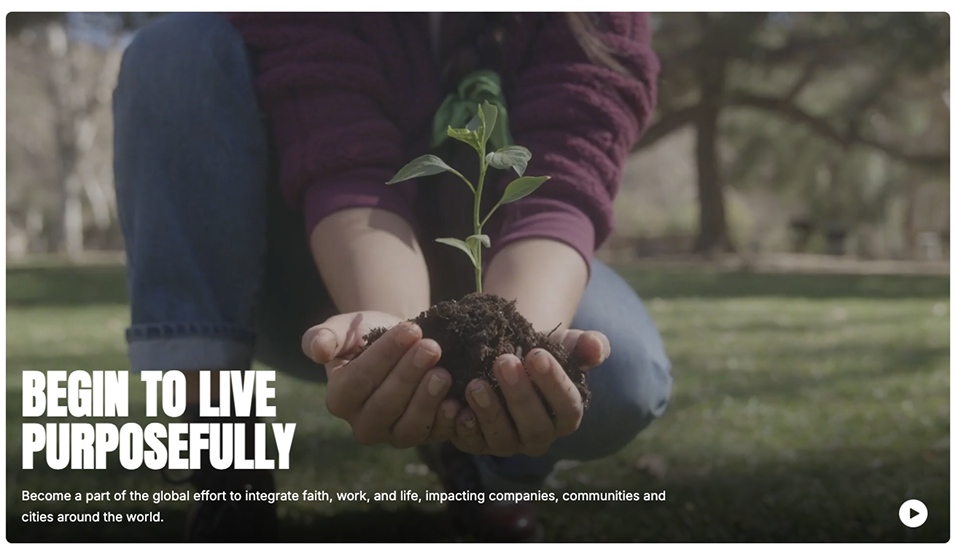 BEGIN TO LIVE
PURPOSEFULLY
Become a part of the global effort to integrate faith, work, and life, impacting companies, communities and
cities around the world.